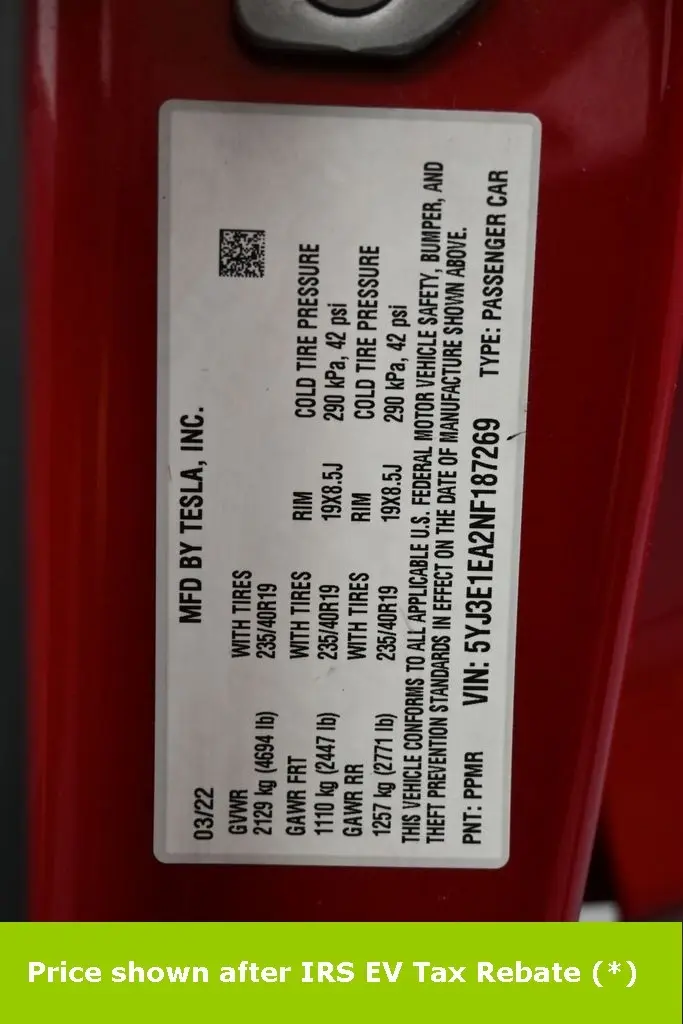 03/22 MFD BY TESLA, INC.
GVWR WITH TIRES
2129 kg (4694 lb) 235/40R19
GAWR FRT WITH TIRES RIM COLD TIRE PRESSURE
1110 kg (2447 lb) 235/40R19 19X8.5J 290 kPa, 42 psi
GAWR RR WITH TIRES RIM COLD TIRE PRESSURE
1257 kg (2771 lb) 235/40R19 19X8.5J 290 kPa, 42 psi
THIS VEHICLE CONFORMS TO ALL APPLICABLE U.S. FEDERAL MOTOR VEHICLE SAFETY, BUMPER, AND
THEFT PREVENTION STANDARDS IN EFFECT ON THE DATE OF MANUFACTURE SHOWN ABOVE.
PNT: PPMR VIN: 5YJ3E1EA2NF187269 TYPE: PASSENGER CAR
Price shown after IRS EV Tax Rebate (*)